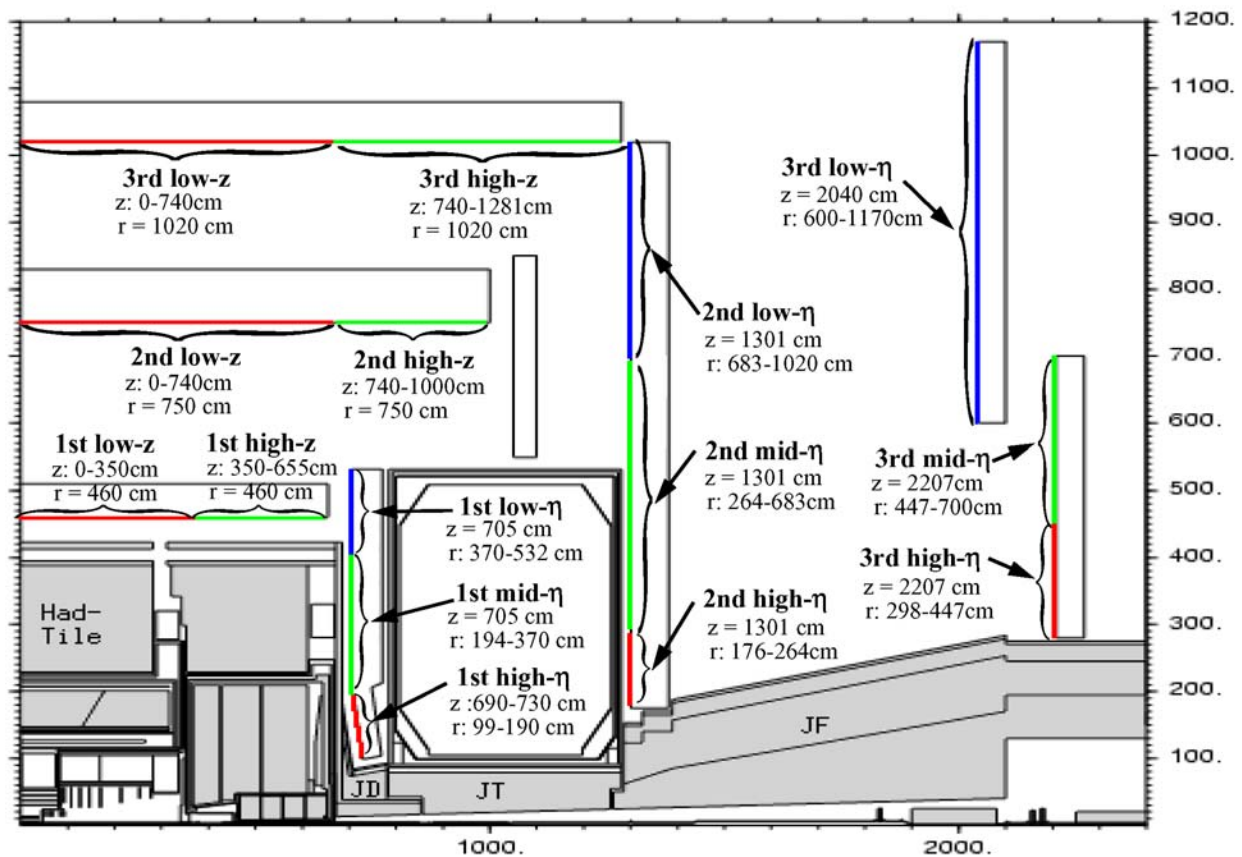 1200.
1100.
1000.
900.
800.
700.
600.
500.
400.
300.
200.
100.
3rd low-z
z: 0-740cm
r = 1020 cm
3rd high-z
z: 740-1281cm
r = 1020 cm
3rd low-η
z = 2040 cm
r: 600-1170cm
2nd low-z
z: 0-740cm
r = 750 cm
2nd high-z
z: 740-1000cm
r = 750 cm
2nd low-η
z = 1301 cm
r: 683-1020 cm
1st low-z
z: 0-350cm
r = 460 cm
1st high-z
z: 350-655cm
r = 460 cm
1st low-η
z = 705 cm
r: 370-532 cm
2nd mid-η
z = 1301 cm
r: 264-683cm
3rd mid-η
z = 2207cm
r: 447-700cm
1st mid-η
z = 705 cm
r: 194-370 cm
2nd high-η
z = 1301 cm
r: 176-264cm
3rd high-η
z = 2207 cm
r: 298-447cm
1st high-η
z :690-730 cm
r: 99-190 cm
Had-
Tile
JD
JT
JF
1000.
2000.